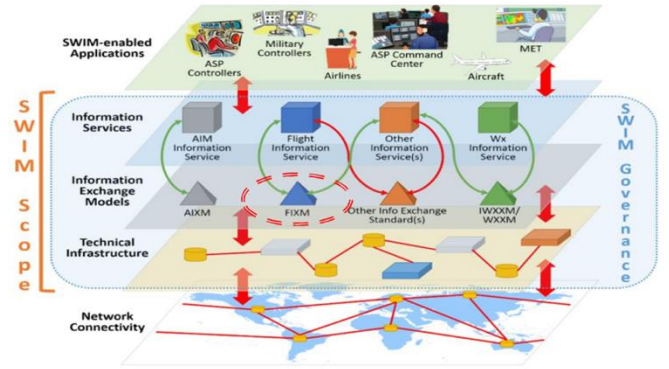 SWIM-enabled
Applications
ASP
Controllers
Military
Controllers
Airlines
ASP Command
Center
Aircraft
MET
SWIM Scope
SWIM Governance
Information
Services
AIM
Information
Service
Flight
Information
Service
Other
Information
Service(s)
Wx
Information
Service
Information
Exchange
Models
AIXM
FIXM
Other Info Exchange
Standard(s)
IWXXM/
WXXM
Technical
Infrastructure
Network
Connectivity